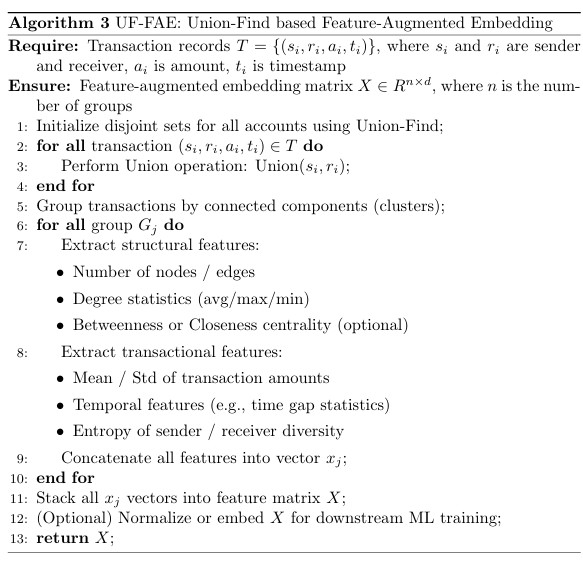 Algorithm 3 UF-FAE: Union-Find based Feature-Augmented Embedding
Require: Transaction records T = {(s_i, r_i, a_i, t_i)}, where s_i and r_i are sender
and receiver, a_i is amount, t_i is timestamp
Ensure: Feature-augmented embedding matrix X ∈ R^{n×d}, where n is the num-
ber of groups
1: Initialize disjoint sets for all accounts using Union-Find;
2: for all transaction (s_i, r_i, a_i, t_i) ∈ T do
3: Perform Union operation: Union(s_i, r_i);
4: end for
5: Group transactions by connected components (clusters);
6: for all group G_j do
7: Extract structural features:
• Number of nodes / edges
• Degree statistics (avg/max/min)
• Betweenness or Closeness centrality (optional)
8: Extract transactional features:
• Mean / Std of transaction amounts
• Temporal features (e.g., time gap statistics)
• Entropy of sender / receiver diversity
9: Concatenate all features into vector x_j;
10: end for
11: Stack all x_j vectors into feature matrix X;
12: (Optional) Normalize or embed X for downstream ML training;
13: return X;